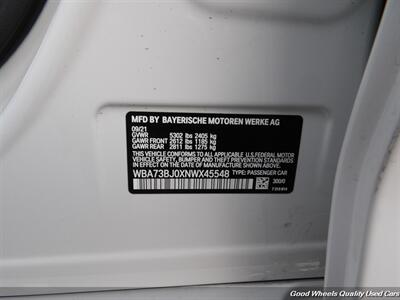 MFD BY BAYERISCHE MOTOREN WERKE AG
09/21
GVWR 5302 lbs 2405 kg
GAWR FRONT 2612 lbs 1185 kg
GAWR REAR 2811 lbs 1275 kg
THIS VEHICLE CONFORMS TO ALL APPLICABLE U.S. FEDERAL MOTOR
VEHICLE SAFETY, BUMPER, AND THEFT PREVENTION STANDARDS
IN EFFECT ON THE DATE OF MANUFACTURE SHOWN ABOVE.
WBA73BJ0XNWX45548 TYPE: PASSENGER CAR
300/0
Good Wheels Quality Used Cars